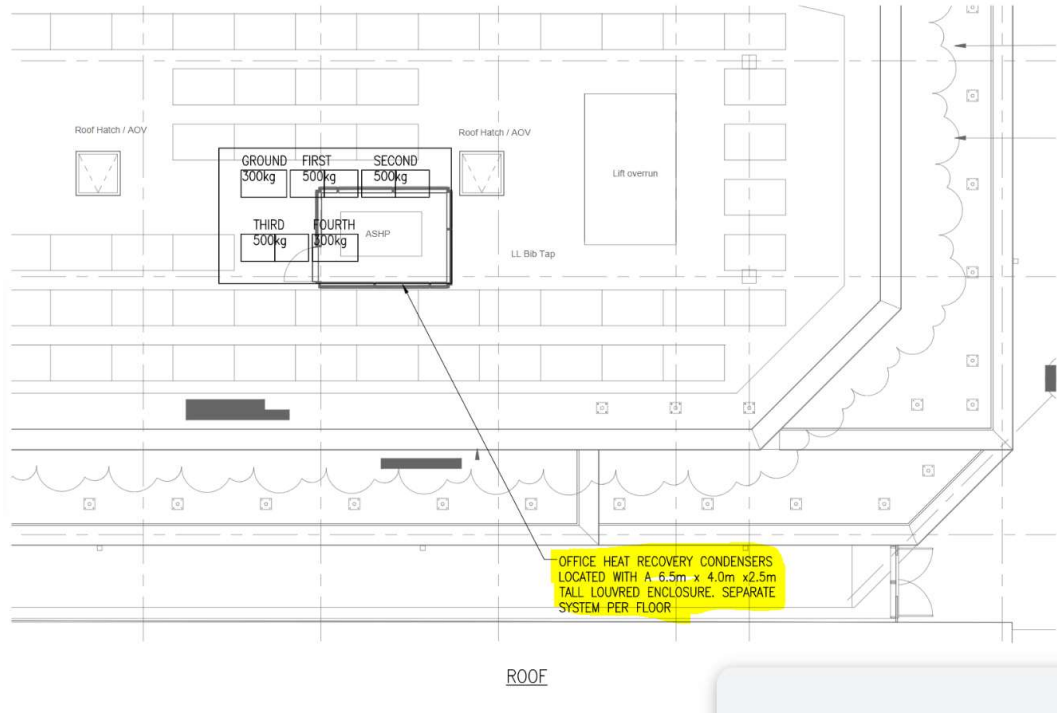 Roof Hatch / AOV
Roof Hatch / AOV
GROUND FIRST SECOND
300kg 500kg 500kg
Lift overrun
THIRD FOURTH
500kg 300kg
ASHP
LL Bib Tap
OFFICE HEAT RECOVERY CONDENSERS
LOCATED WITH A 6.5m x 4.0m x2.5m
TALL LOUVRED ENCLOSURE. SEPARATE
SYSTEM PER FLOOR
ROOF